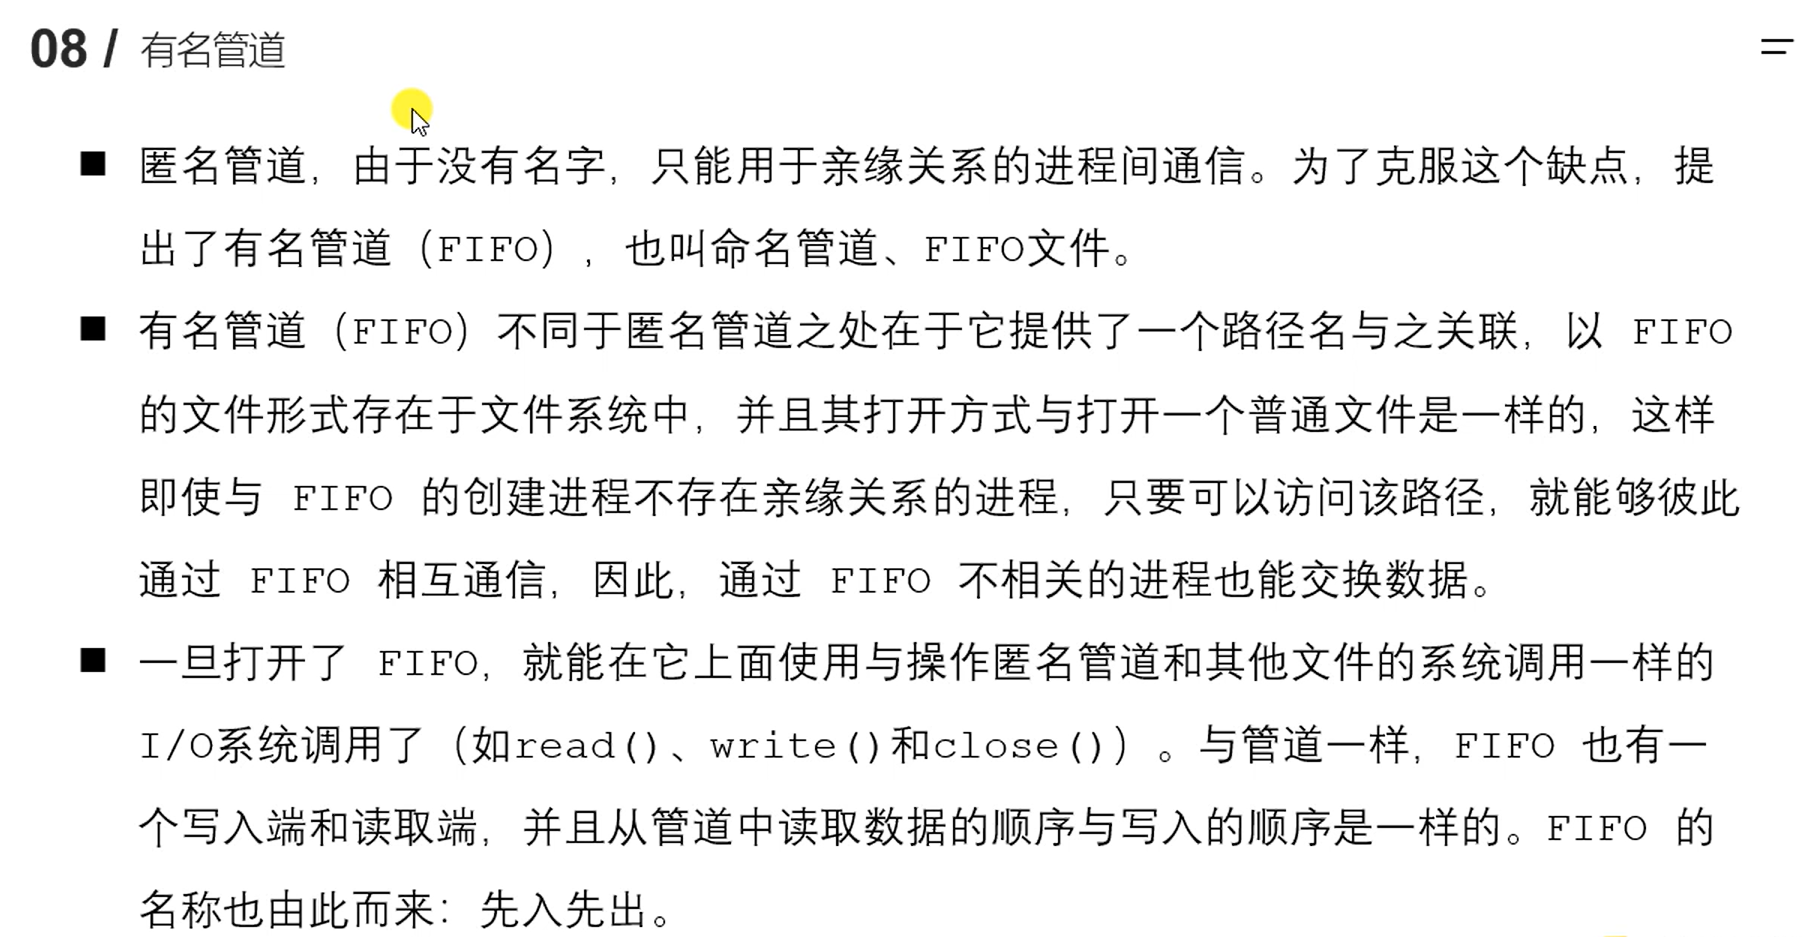 08 / 有名管道
■ 匿名管道，由于没有名字，只能用于亲缘关系的进程间通信。为了克服这个缺点，提
出了有名管道（FIFO），也叫命名管道、FIFO文件。
■ 有名管道（FIFO）不同于匿名管道之处在于它提供了一个路径名与之关联，以 FIFO
的文件形式存在于文件系统中，并且其打开方式与打开一个普通文件是一样的，这样
即使与 FIFO 的创建进程不存在亲缘关系的进程，只要可以访问该路径，就能够彼此
通过 FIFO 相互通信，因此，通过 FIFO 不相关的进程也能交换数据。
■ 一旦打开了 FIFO，就能在它上面使用与操作匿名管道和其他文件的系统调用一样的
I/O系统调用了（如read()、write()和close()）。与管道一样，FIFO 也有一
个写入端和读取端，并且从管道中读取数据的顺序与写入的顺序是一样的。FIFO 的
名称也由此而来：先入先出。